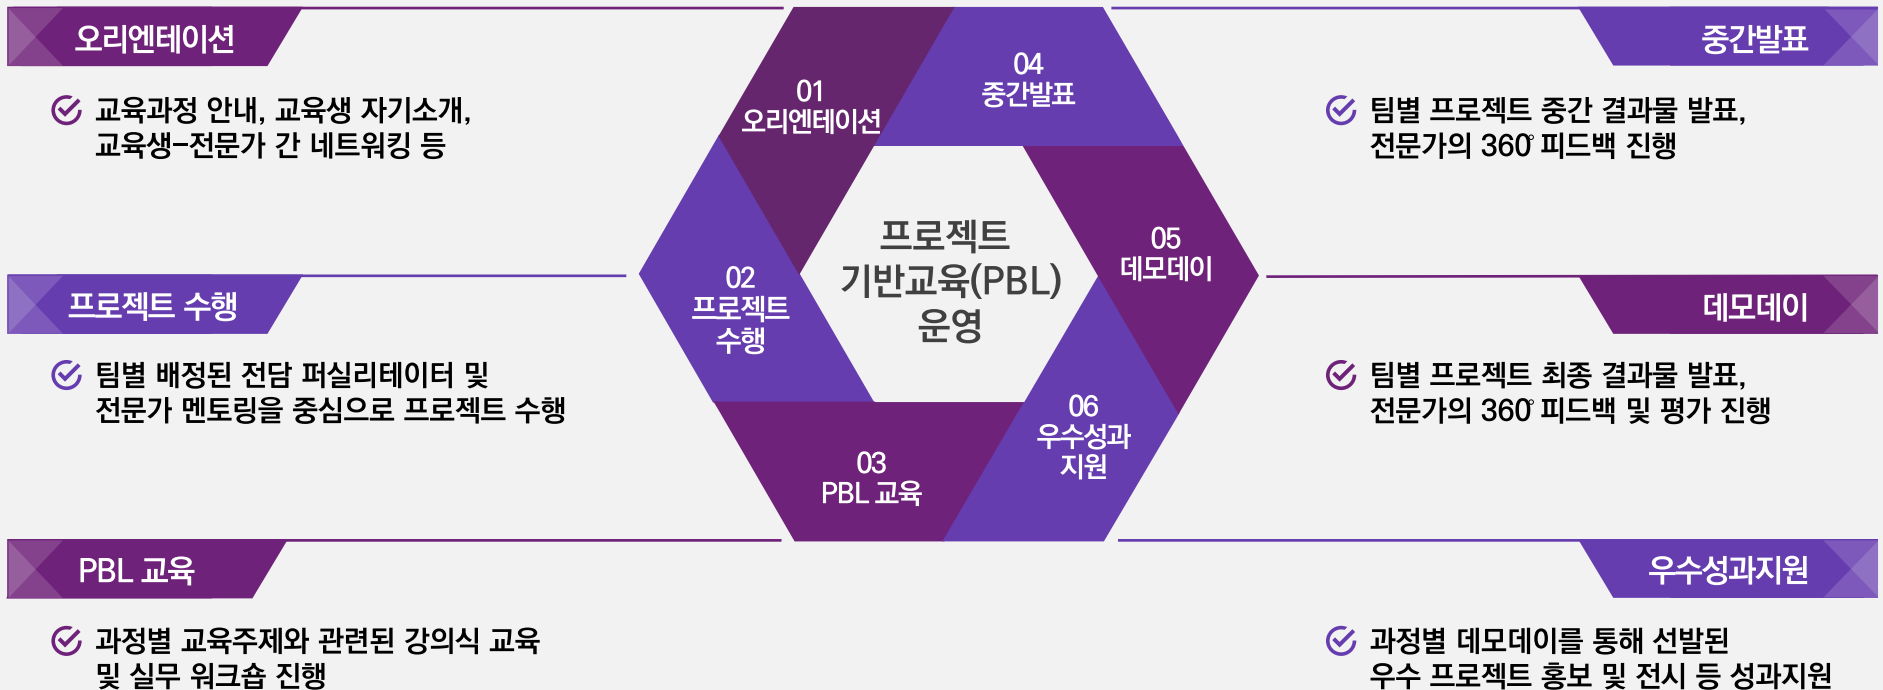 오리엔테이션
교육과정 안내, 교육생 자기소개,
교육생-전문가 간 네트워킹 등
프로젝트 수행
팀별 배정된 전담 퍼실리테이터 및
전문가 멘토링을 중심으로 프로젝트 수행
PBL 교육
과정별 교육주제와 관련된 강의식 교육
및 실무 워크숍 진행
01
오리엔테이션
02
프로젝트
수행
03
PBL 교육
04
중간발표
05
데모데이
06
우수성과
지원
프로젝트
기반교육(PBL)
운영
중간발표
팀별 프로젝트 중간 결과물 발표,
전문가의 360° 피드백 진행
데모데이
팀별 프로젝트 최종 결과물 발표,
전문가의 360° 피드백 및 평가 진행
우수성과지원
과정별 데모데이를 통해 선발된
우수 프로젝트 홍보 및 전시 등 성과지원